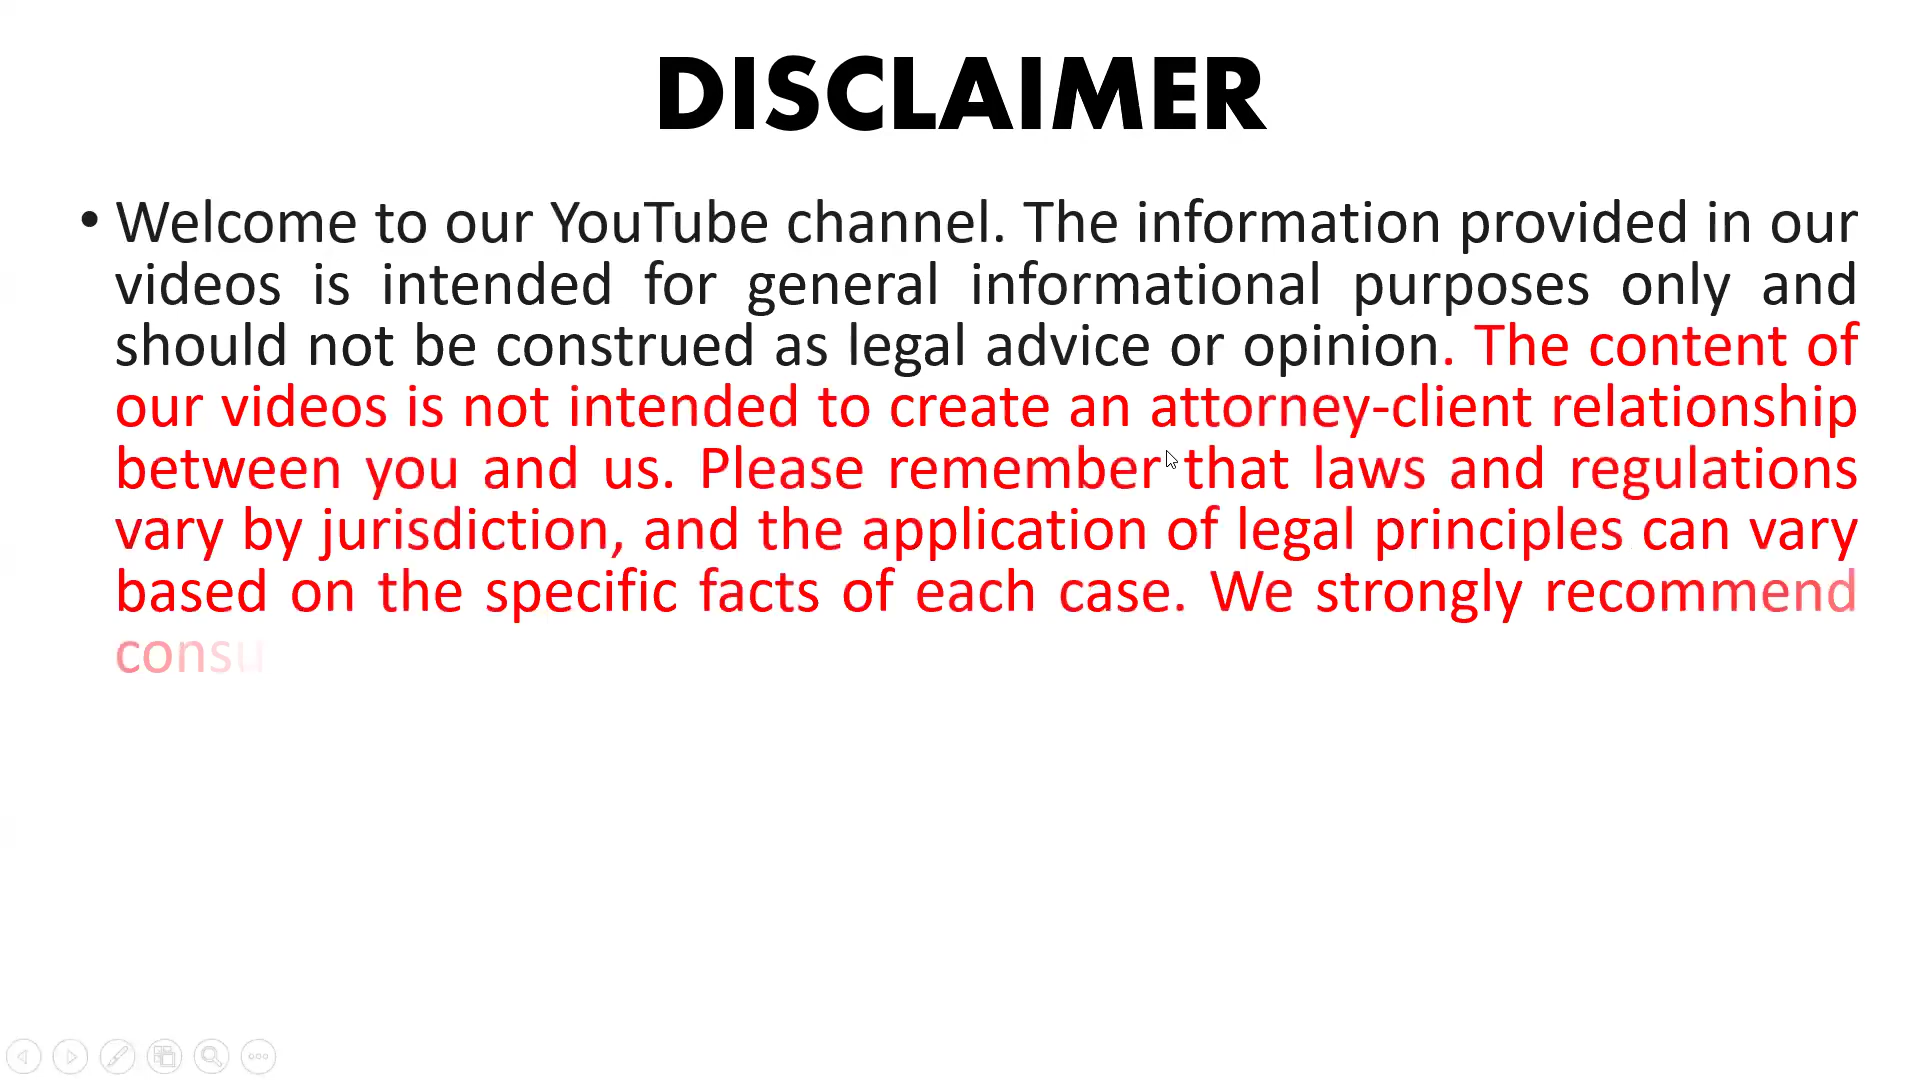 DISCLAIMER
• Welcome to our YouTube channel. The information provided in our
videos is intended for general informational purposes only and
should not be construed as legal advice or opinion. The content of
our videos is not intended to create an attorney-client relationship
between you and us. Please remember that laws and regulations
vary by jurisdiction, and the application of legal principles can vary
based on the specific facts of each case. We strongly recommend
consu